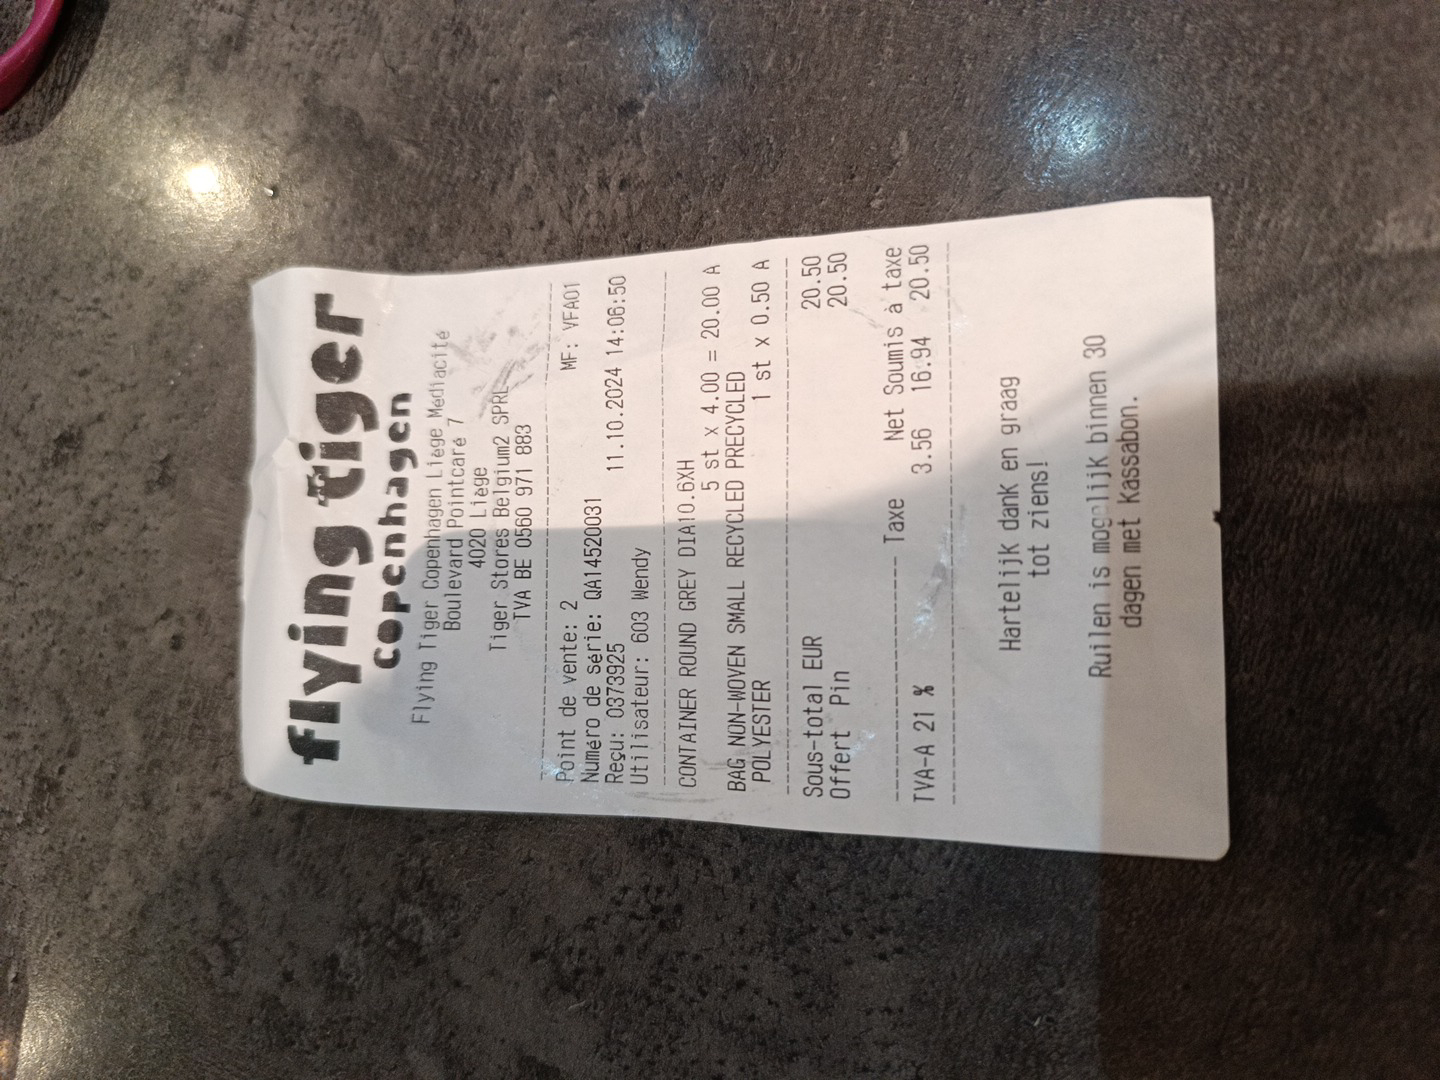 flying tiger
copenhagen
Flying Tiger Copenhagen Liège Médiacité
Boulevard Pointcaré 7
4020 Liège
Tiger Stores Belgium2 SPRL
TVA BE 0560 971 883
Point de vente: 2 MF: VFA01
Numéro de série: QA14520031
Reçu: 0373925 11.10.2024 14:06:50
Utilisateur: 603 Wendy
CONTAINER ROUND GREY DIA10.6XH
5 st x 4.00 = 20.00 A
BAG NON-WOVEN SMALL RECYCLED PRECYCLED
POLYESTER 1 st x 0.50 A
Sous-total EUR 20.50
Offert Pin 20.50
Taxe Net Soumis à taxe
TVA-A 21 % 3.56 16.94 20.50
Hartelijk dank en graag
tot ziens!
Ruilen is mogelijk binnen 30
dagen met Kassabon.